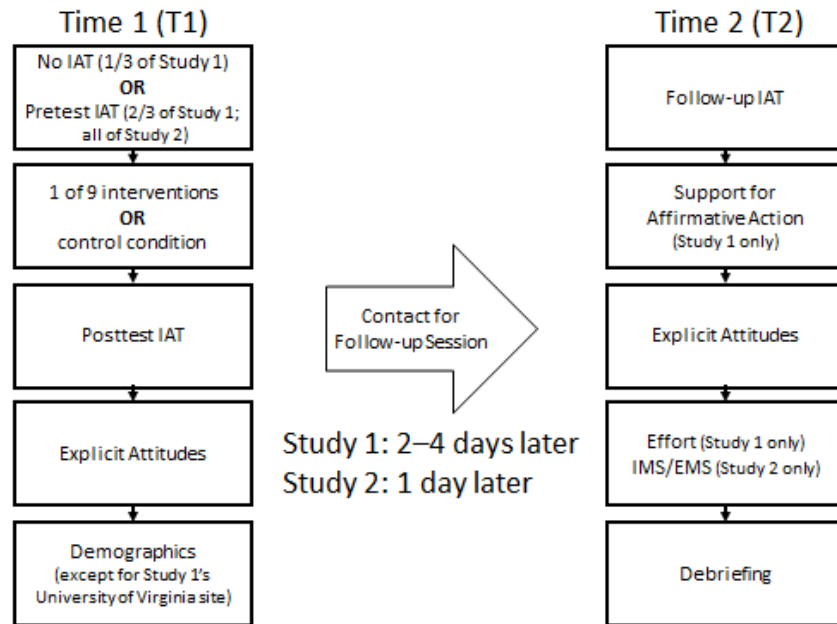 Time 1 (T1)
No IAT (1/3 of Study 1)
OR
Pretest IAT (2/3 of Study 1;
all of Study 2)
1 of 9 interventions
OR
control condition
Posttest IAT
Explicit Attitudes
Demographics
(except for Study 1's
University of Virginia site)
Contact for
Follow-up Session
Study 1: 2–4 days later
Study 2: 1 day later
Time 2 (T2)
Follow-up IAT
Support for
Affirmative Action
(Study 1 only)
Explicit Attitudes
Effort (Study 1 only)
IMS/EMS (Study 2 only)
Debriefing